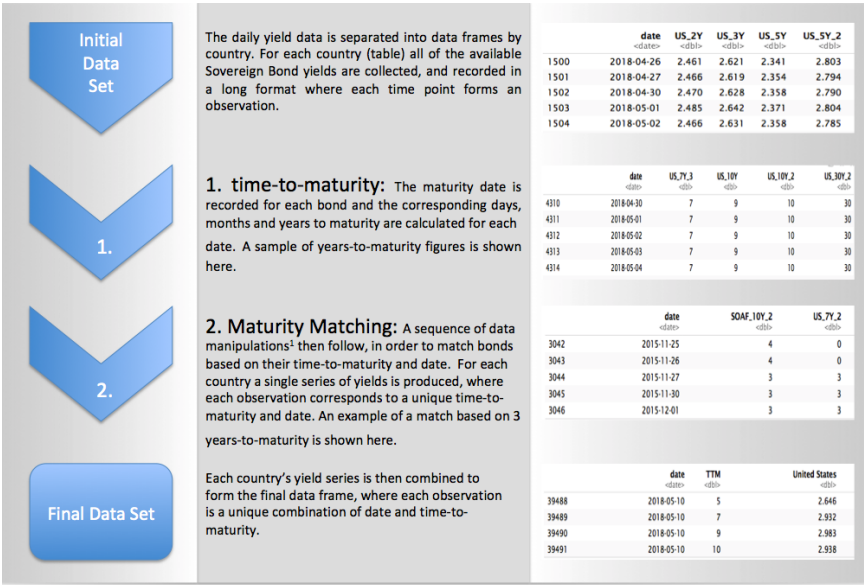 Initial
Data
Set
The daily yield data is separated into data frames by
country. For each country (table) all of the available
Sovereign Bond yields are collected, and recorded in
a long format where each time point forms an
observation.
date US_2Y US_3Y US_5Y US_5Y_2
<date> <dbl> <dbl> <dbl> <dbl>
1500 2018-04-26 2.461 2.621 2.341 2.803
1501 2018-04-27 2.466 2.619 2.354 2.794
1502 2018-04-30 2.470 2.628 2.358 2.790
1503 2018-05-01 2.485 2.642 2.371 2.804
1504 2018-05-02 2.466 2.631 2.358 2.785
1.
1. time-to-maturity: The maturity date is
recorded for each bond and the corresponding days,
months and years to maturity are calculated for each
date. A sample of years-to-maturity figures is shown
here.
date US_7Y_3 US_10Y US_10Y_2 US_30Y_2
<date> <dbl> <dbl> <dbl> <dbl>
4310 2018-04-30 7 9 10 30
4311 2018-05-01 7 9 10 30
4312 2018-05-02 7 9 10 30
4313 2018-05-03 7 9 10 30
4314 2018-05-04 7 9 10 30
2.
2. Maturity Matching: A sequence of data
manipulations¹ then follow, in order to match bonds
based on their time-to-maturity and date. For each
country a single series of yields is produced, where
each observation corresponds to a unique time-to-
maturity and date. An example of a match based on 3
years-to-maturity is shown here.
date SOAF_10Y_2 US_7Y_2
<date> <dbl> <dbl>
3042 2015-11-25 4 0
3043 2015-11-26 4 0
3044 2015-11-27 3 3
3045 2015-11-30 3 3
3046 2015-12-01 3 3
Final Data Set
Each country's yield series is then combined to
form the final data frame, where each observation
is a unique combination of date and time-to-
maturity.
date TTM United States
<date> <dbl> <dbl>
39488 2018-05-10 5 2.646
39489 2018-05-10 7 2.932
39490 2018-05-10 9 2.983
39491 2018-05-10 10 2.938